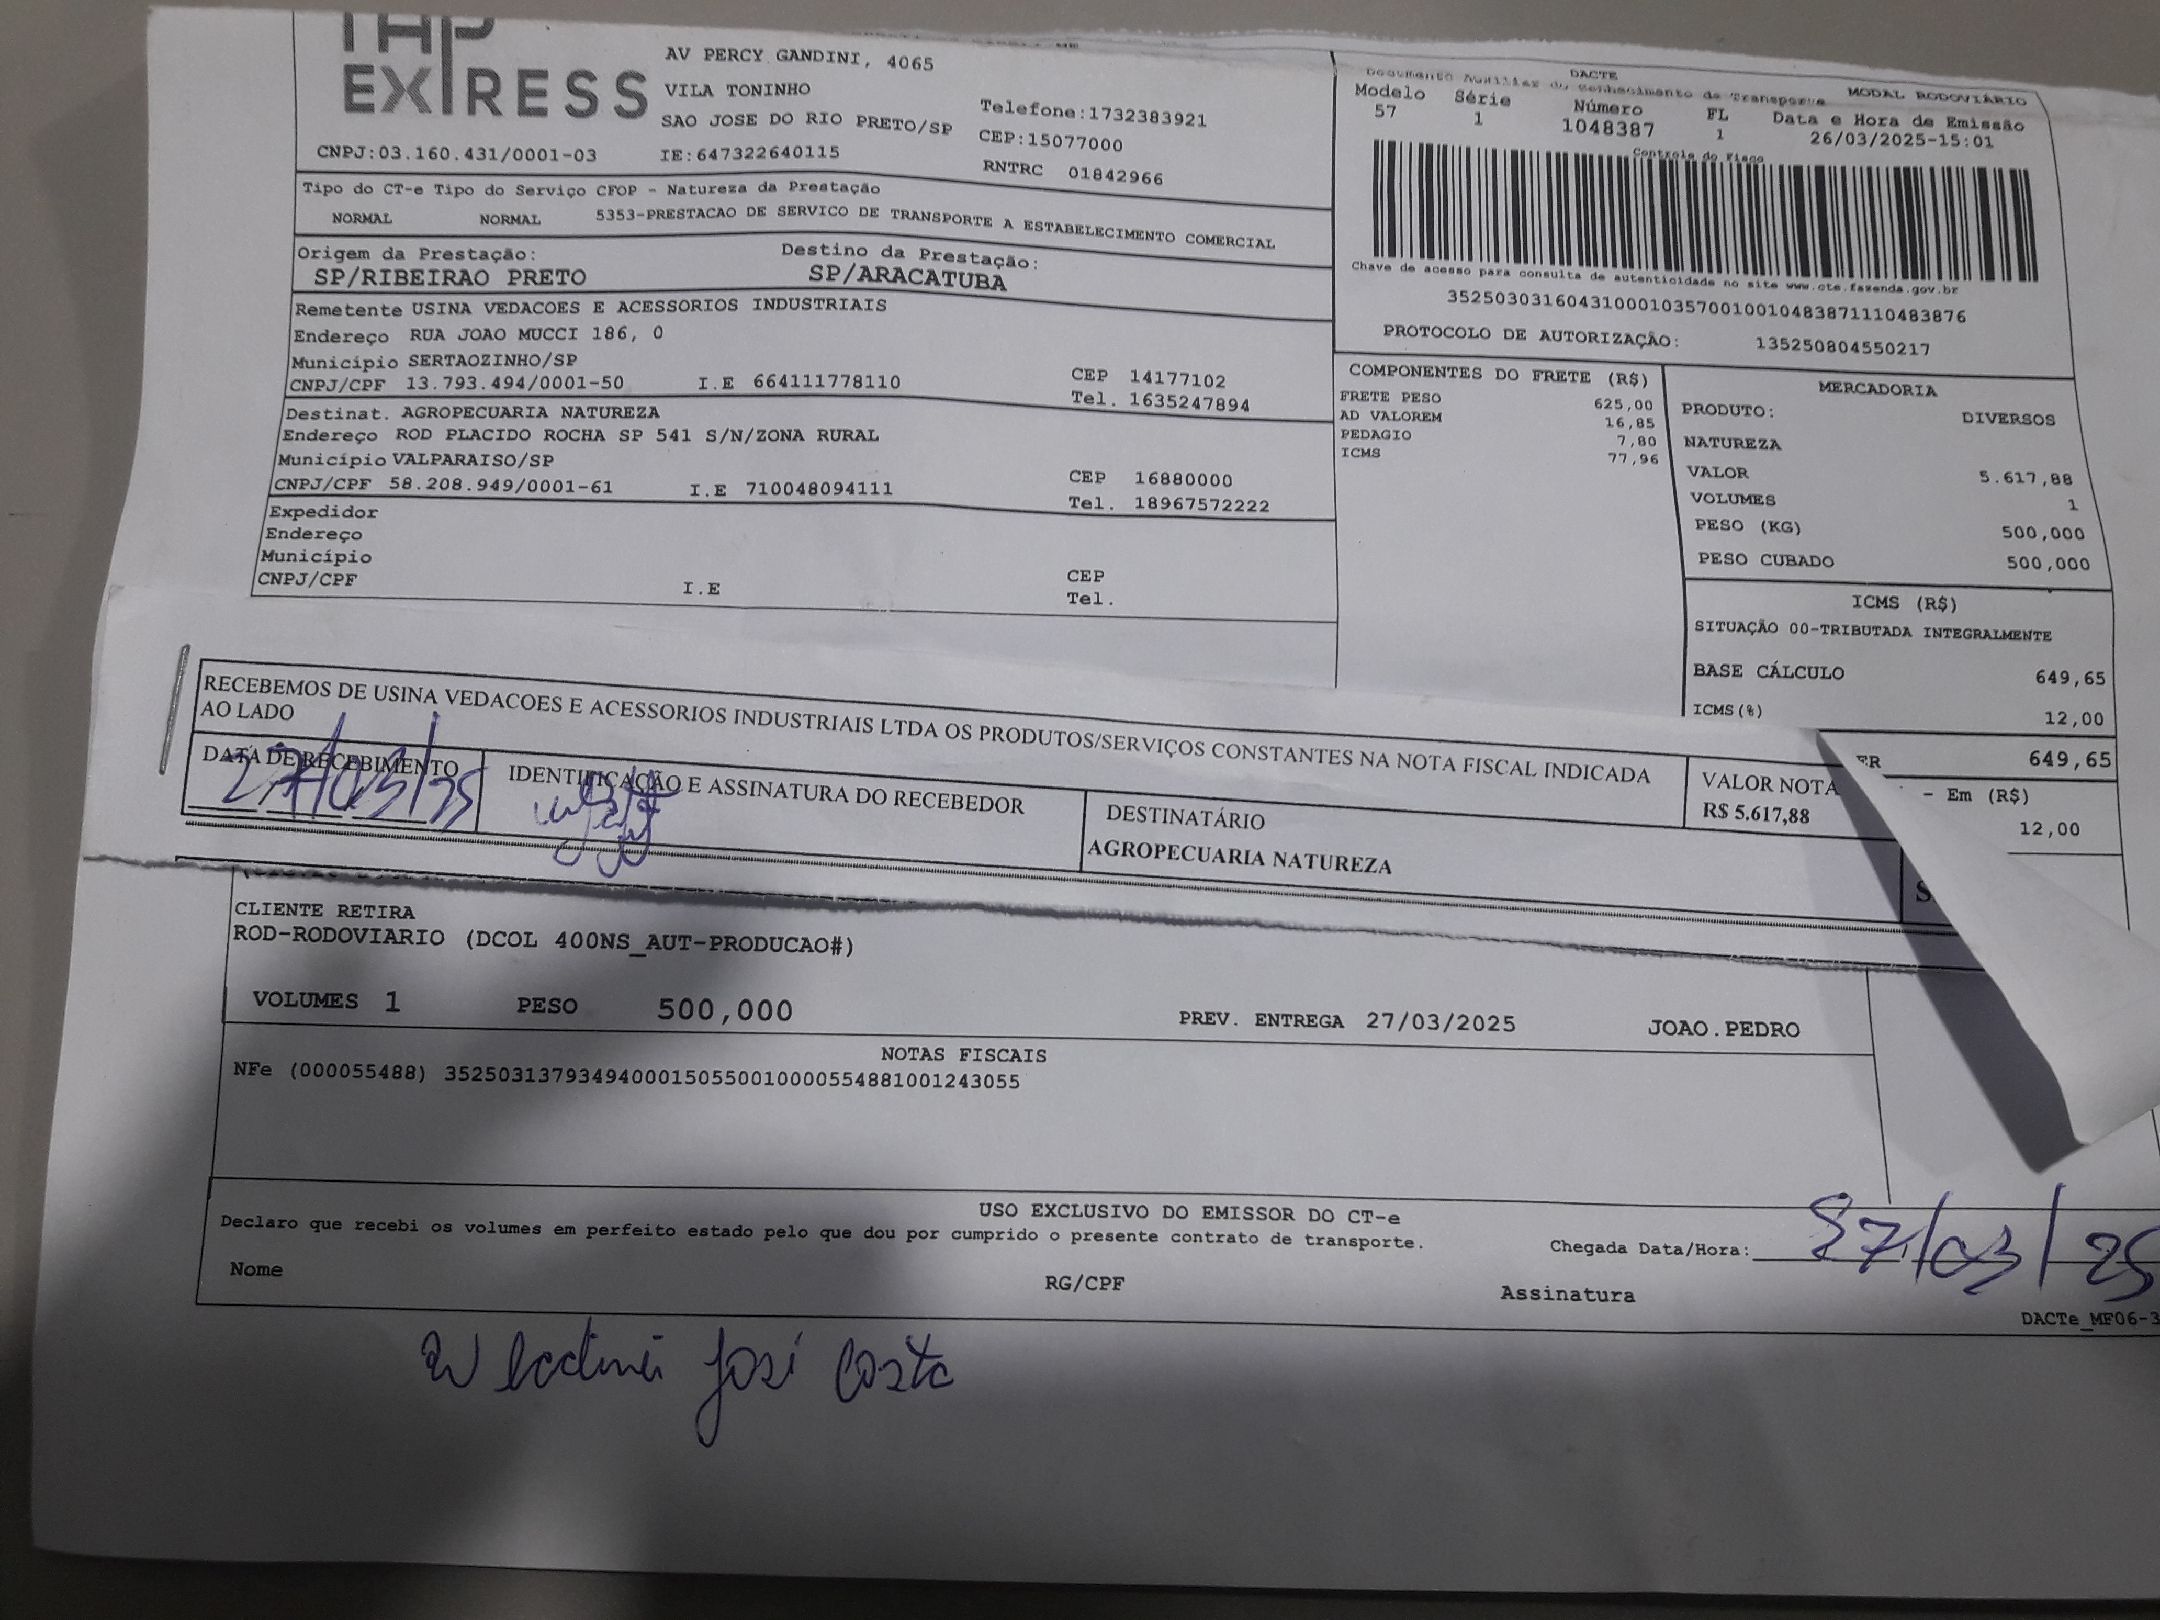 EXPRESS
AV PERCY GANDINI, 4065
VILA TONINHO
SAO JOSE DO RIO PRETO/SP
Telefone:1732383921
CEP:15077000
CNPJ:03.160.431/0001-03 IE:647322640115 RNTRC 01842966
DACTE MODAL RODOVIÁRIO
Documento Auxiliar do Conhecimento de Transporte
Modelo Série Número FL Data e Hora de Emissão
57 1 1048387 1 26/03/2025-15:01
Controle do Fisco
Chave de acesso para consulta de autenticidade no site www.cte.fazenda.gov.br
35250303160431000103570010010483871110483876
PROTOCOLO DE AUTORIZAÇÃO: 135250804550217
Tipo do CT-e Tipo do Serviço CFOP - Natureza da Prestação
NORMAL NORMAL 5353-PRESTACAO DE SERVICO DE TRANSPORTE A ESTABELECIMENTO COMERCIAL
Origem da Prestação: Destino da Prestação:
SP/RIBEIRAO PRETO SP/ARACATUBA
Remetente USINA VEDACOES E ACESSORIOS INDUSTRIAIS
Endereço RUA JOAO MUCCI 186, 0
Município SERTAOZINHO/SP CEP 14177102
CNPJ/CPF 13.793.494/0001-50 I.E 664111778110 Tel. 1635247894
Destinat. AGROPECUARIA NATUREZA
Endereço ROD PLACIDO ROCHA SP 541 S/N/ZONA RURAL
Município VALPARAISO/SP CEP 16880000
CNPJ/CPF 58.208.949/0001-61 I.E 710048094111 Tel. 18967572222
Expedidor
Endereço
Município CEP
CNPJ/CPF I.E Tel.
COMPONENTES DO FRETE (R$)
FRETE PESO 625,00
AD VALOREM 16,85
PEDAGIO 7,80
ICMS 77,96
MERCADORIA
PRODUTO: DIVERSOS
NATUREZA
VALOR 5.617,88
VOLUMES 1
PESO (KG) 500,000
PESO CUBADO 500,000
ICMS (R$)
SITUAÇÃO 00-TRIBUTADA INTEGRALMENTE
BASE CÁLCULO 649,65
ICMS(%) 12,00
ER 649,65
- Em (R$)
12,00
RECEBEMOS DE USINA VEDACOES E ACESSORIOS INDUSTRIAIS LTDA OS PRODUTOS/SERVIÇOS CONSTANTES NA NOTA FISCAL INDICADA
AO LADO
DATA DE RECEBIMENTO
27/03/25
IDENTIFICAÇÃO E ASSINATURA DO RECEBEDOR
DESTINATÁRIO
AGROPECUARIA NATUREZA
VALOR NOTA
R$ 5.617,88
CLIENTE RETIRA
ROD-RODOVIARIO (DCOL 400NS_AUT-PRODUCAO#)
VOLUMES 1 PESO 500,000 PREV. ENTREGA 27/03/2025 JOAO.PEDRO
NOTAS FISCAIS
NFe (000055488) 35250313793494000150550010000554881001243055
USO EXCLUSIVO DO EMISSOR DO CT-e
Declaro que recebi os volumes em perfeito estado pelo que dou por cumprido o presente contrato de transporte.
Chegada Data/Hora: 27/03/25
Nome RG/CPF Assinatura
DACTe_MF06-3
José Costa